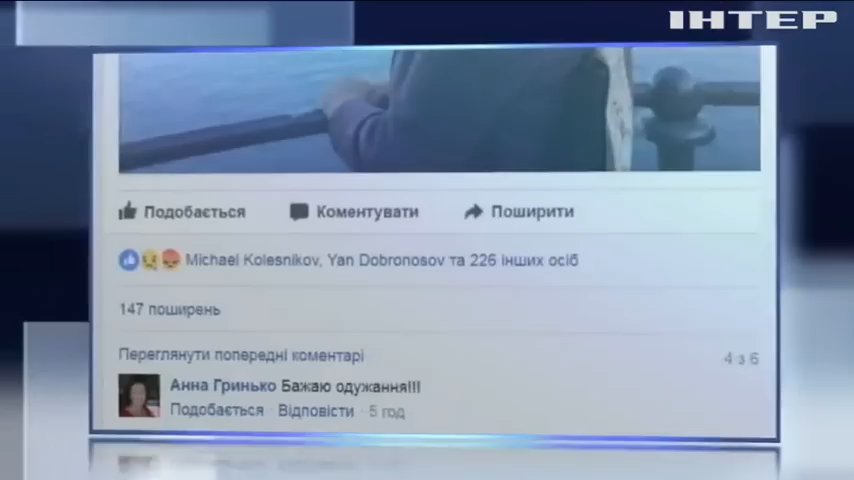 ІНТЕР
Подобається Коментувати Поширити
Michael Kolesnikov, Yan Dobronosov та 226 інших осіб
147 поширень
Переглянути попередні коментарі 4 з 6
Анна Гринько Бажаю одужання!!!
Подобається · Відповісти · 5 год